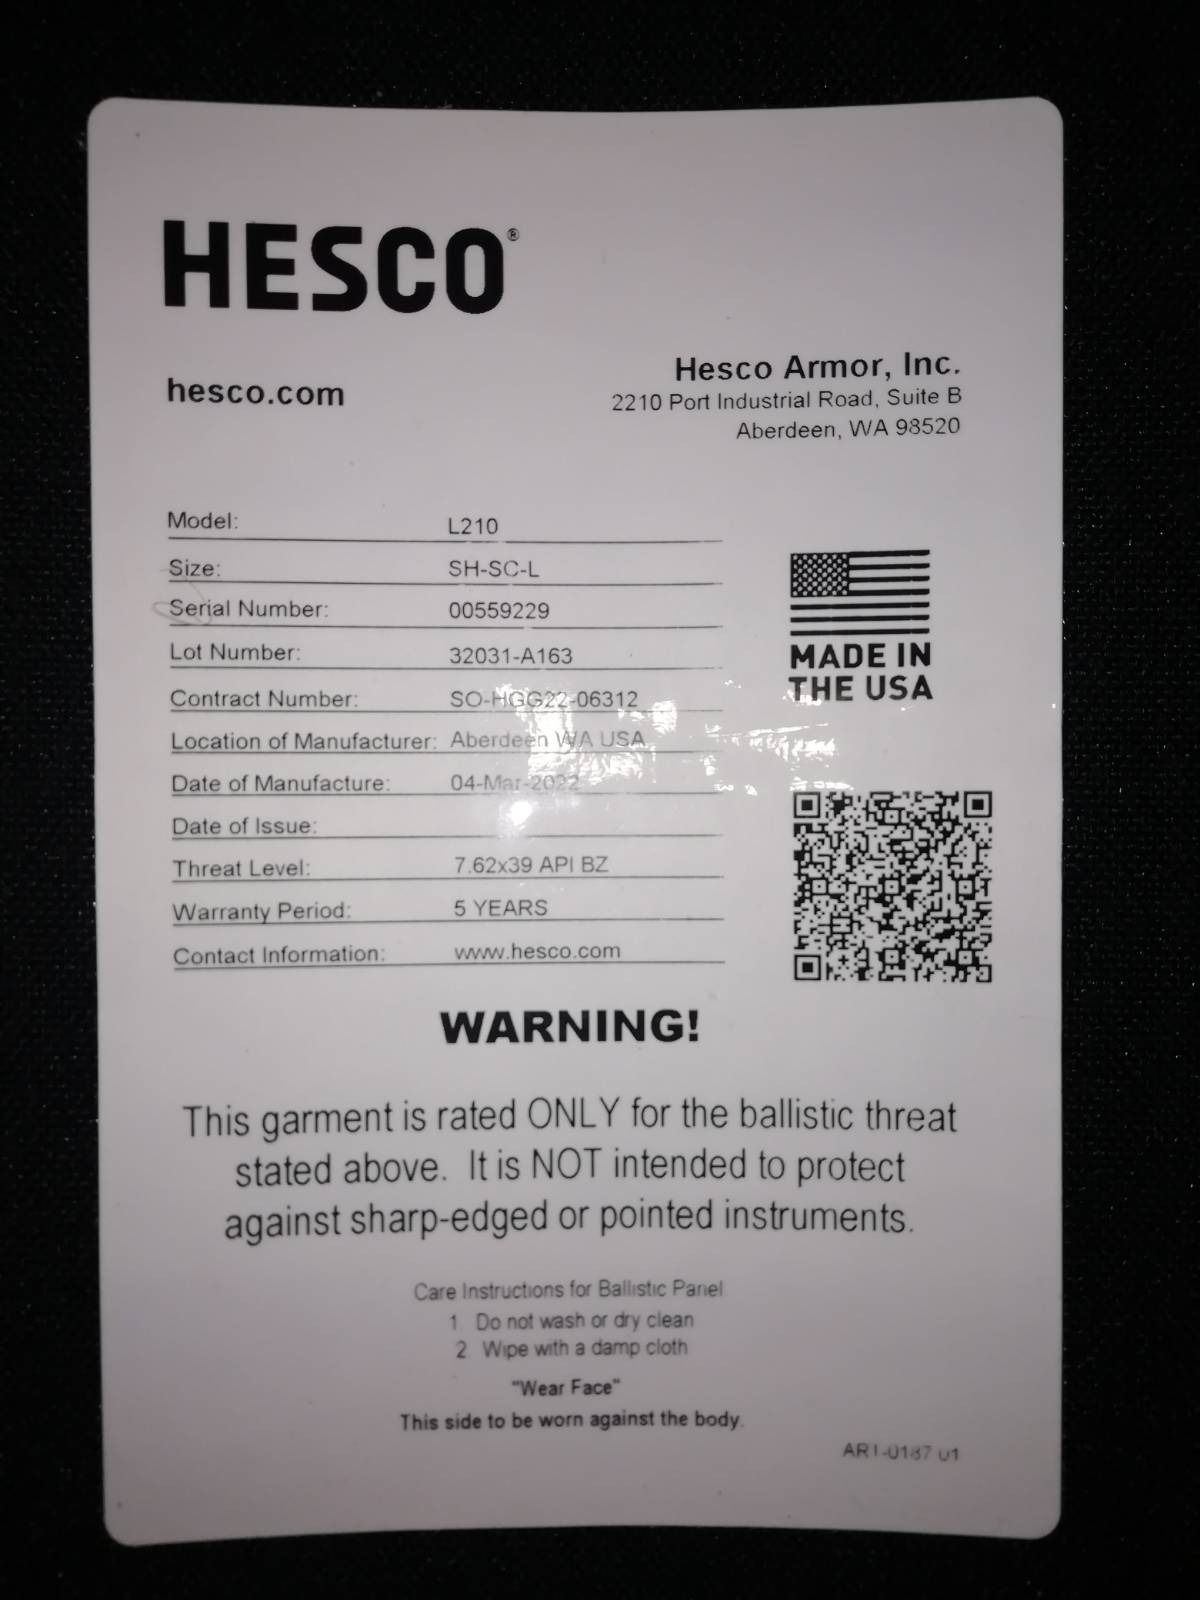 HESCO®
hesco.com
Hesco Armor, Inc.
2210 Port Industrial Road, Suite B
Aberdeen, WA 98520
Model: L210
Size: SH-SC-L
Serial Number: 00559229
Lot Number: 32031-A163
Contract Number: SO-HGG22-06312
Location of Manufacturer: Aberdeen WA USA
Date of Manufacture: 04-Mar-2022
Date of Issue:
Threat Level: 7.62x39 API BZ
Warranty Period: 5 YEARS
Contact Information: www.hesco.com
MADE IN
THE USA
WARNING!
This garment is rated ONLY for the ballistic threat
stated above. It is NOT intended to protect
against sharp-edged or pointed instruments.
Care Instructions for Ballistic Panel
1 Do not wash or dry clean
2. Wipe with a damp cloth
"Wear Face"
This side to be worn against the body.
ART-0187 01